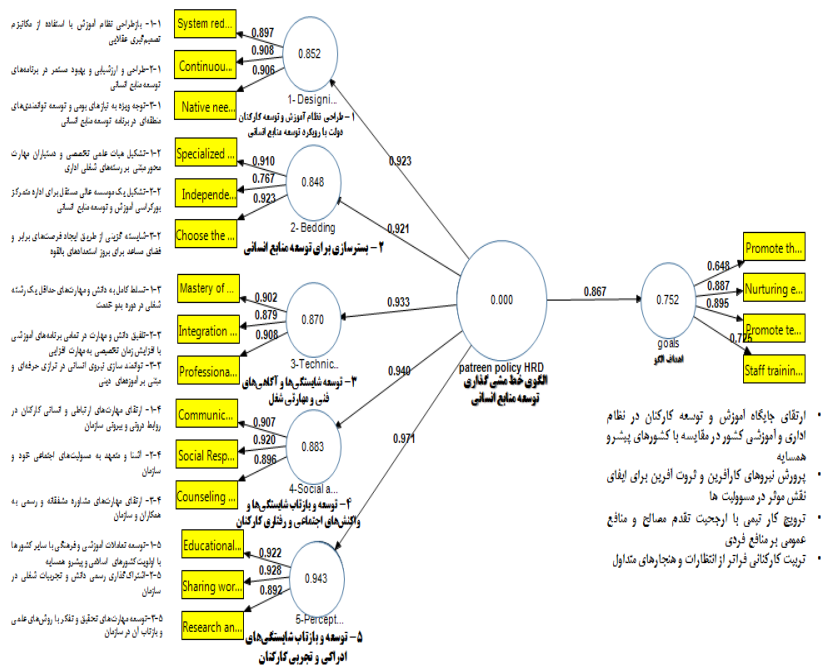 ۱-۱- بازطراحی نظام آموزش با استفاده از مکانیزم
تصمیم‌گیری عقلایی
۲-۱-طراحی و ارزشیابی و بهبود مستمر در برنامه‌های
توسعه منابع انسانی
۳-۱-توجه ویژه به نیازهای بومی و توسعه توانمندی‌های
منطقه‌ای در برنامه توسعه منابع انسانی
System red...
Continuou...
Native nee...
0.897
0.908
0.906
0.852
1- Designi...
۱ – طراحی نظام آموزش و توسعه کارکنان
دولت با رویکرد توسعه منابع انسانی
0.923
۱-۲- تشکیل هیات علمی تخصصی و دستیاران مهارت
محور مبتنی بر رسته‌های شغلی اداری
۲-۲-تشکیل یک موسسه عالی مستقل برای اداره متمرکز
بورکراسی آموزش و توسعه منابع انسانی
۳-۲-شایسته گزینی از طریق ایجاد فرصت‌های برابر و
فضای مساعد برای بروز استعدادهای بالقوه
Specialized ...
Independe...
Choose the ...
0.910
0.767
0.923
0.848
2- Bedding
۲ – بسترسازی برای توسعه منابع انسانی
0.921
۱-۳- تسلط کامل به دانش و مهارت‌های حداقل یک رشته
شغلی در دوره بدو خدمت
۲-۳-تلفیق دانش و مهارت در تمامی برنامه‌های آموزشی
با افزایش زمان تخصیصی به مهارت افزایی
۳-۳- توانمند سازی نیروی انسانی در ترازی حرفه‌ای و
مبتنی بر آموزه‌های دینی
Mastery of ...
Integration ...
Professiona...
0.902
0.879
0.908
0.870
3-Technic...
۳– توسعه شایستگی‌ها و آگاهی‌های
فنی و مهارتی شغل
0.933
۱-۴- ارتقای مهارت‌های ارتباطی و انسانی کارکنان در
روابط درونی و بیرونی سازمان
۲-۴- آشنا و متعهد به مسولیت‌های اجتماعی خود و
سازمان
۳-۴- ارتقای مهارت‌های مشاوره مشفقانه و رسمی به
همکاران و سازمان
Communic...
Social Resp...
Counseling ...
0.907
0.920
0.896
0.883
4-Social a...
۴– توسعه و بازتاب شایستگی‌ها و
واکنش‌های اجتماعی و رفتاری کارکنان
0.940
۱-۵-توسعه تعاملات آموزشی و فرهنگی با سایر کشورها
با اولویت کشورهای اسلامی و پیشرو همسایه
۲-۵-اشتراک‌گذاری رسمی دانش و تجربیات شغلی در
سازمان
۳-۵-توسعه مهارت‌های تحقیق و تفکر با روش‌های علمی
و بازتاب آن در سازمان
Educational...
Sharing wor...
Research an...
0.922
0.928
0.892
0.943
5-Percept...
۵– توسعه و بازتاب شایستگی‌های
ادراکی و تجربی کارکنان
0.971
0.000
patreen policy HRD
الگوی خط مشی گذاری
توسعه منابع انسانی
0.867
0.752
goals
اهداف الگو
0.648
0.887
0.895
0.725
Promote th...
Nurturing e...
Promote te...
Staff trainin...
• ارتقای جایگاه آموزش و توسعه کارکنان در نظام
اداری و آموزشی کشور در مقایسه با کشورهای پیشرو
همسایه
• پرورش نیروهای کارآفرین و ثروت آفرین برای ایفای
نقش موثر در مسوولیت ها
• ترویج کار تیمی با ارجحیت تقدم مصالح و منافع
عمومی بر منافع فردی
• تربیت کارکنانی فراتر از انتظارات و هنجارهای متداول